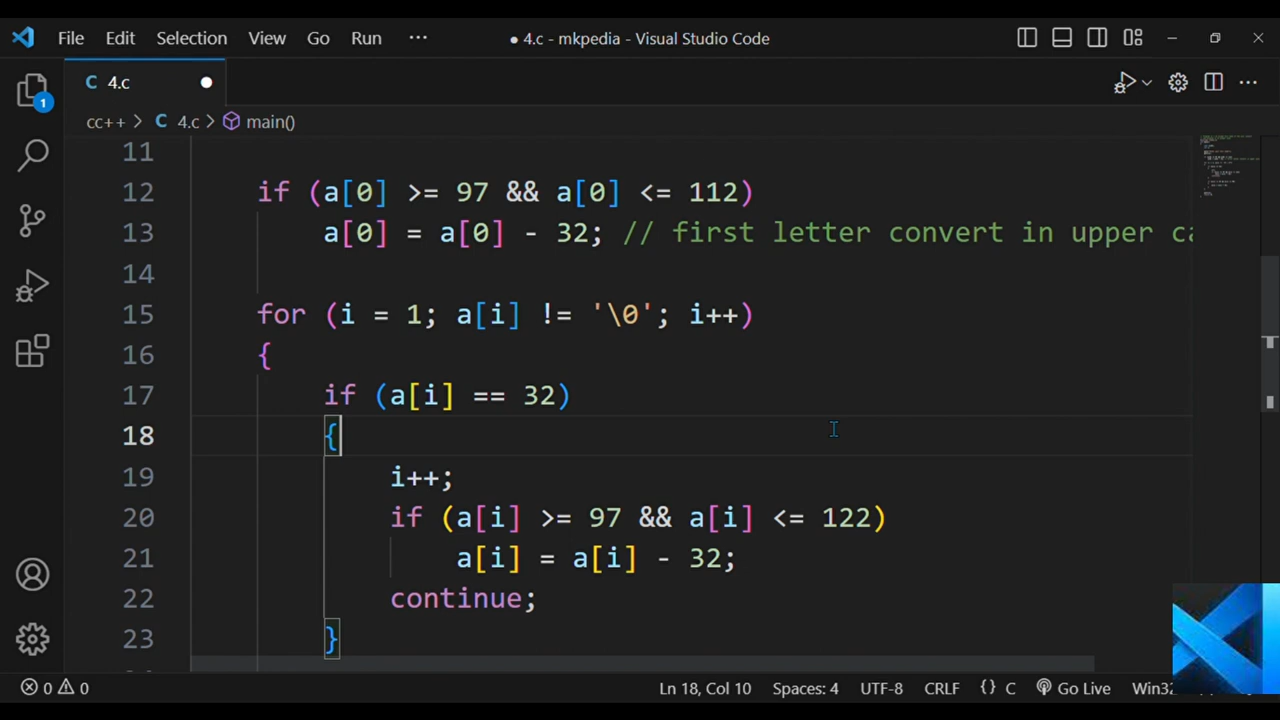 File Edit Selection View Go Run ··· ● 4.c - mkpedia - Visual Studio Code
C 4.c ●
cc++ > C 4.c > main()
1
11
12 if (a[0] >= 97 && a[0] <= 112)
13 a[0] = a[0] - 32; // first letter convert in upper ca
14
15 for (i = 1; a[i] != '\0'; i++)
16 {
17 if (a[i] == 32)
18 {
19 i++;
20 if (a[i] >= 97 && a[i] <= 122)
21 a[i] = a[i] - 32;
22 continue;
23 }
0 0 Ln 18, Col 10 Spaces: 4 UTF-8 CRLF {} C Go Live Win32